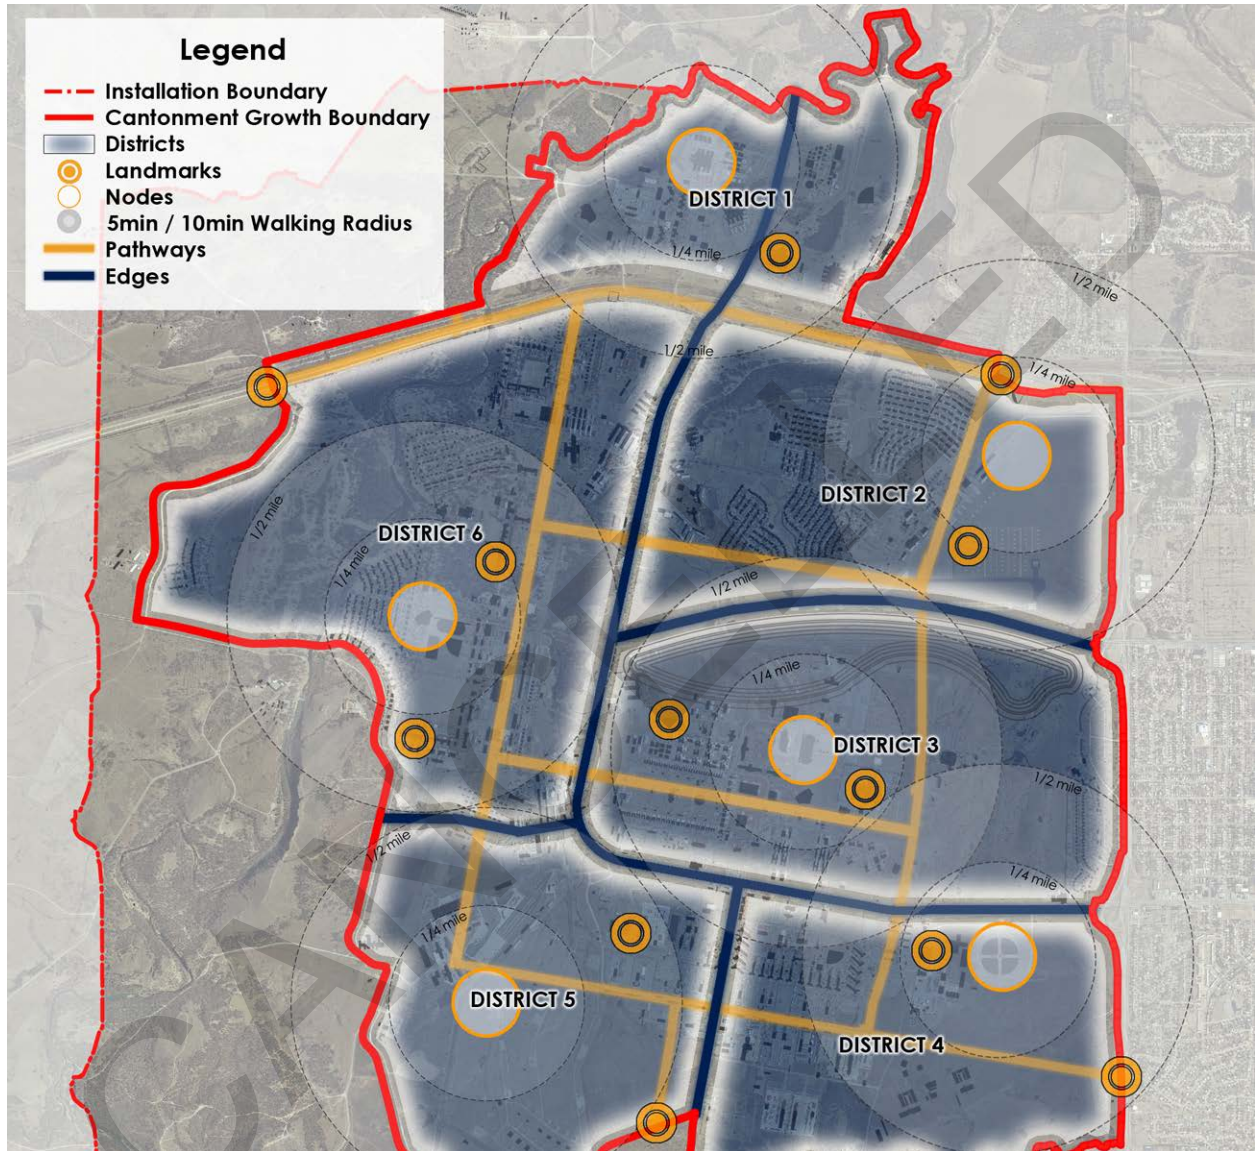 Legend
Installation Boundary
Cantonment Growth Boundary
Districts
Landmarks
Nodes
5min / 10min Walking Radius
Pathways
Edges
DISTRICT 1
1/4 mile
1/2 mile
1/2 mile
1/4 mile
DISTRICT 2
1/2 mile
DISTRICT 6
1/4 mile
1/2 mile
1/4 mile
DISTRICT 3
1/2 mile
1/2 mile
1/4 mile
1/4 mile
DISTRICT 5
DISTRICT 4
CANCELLED